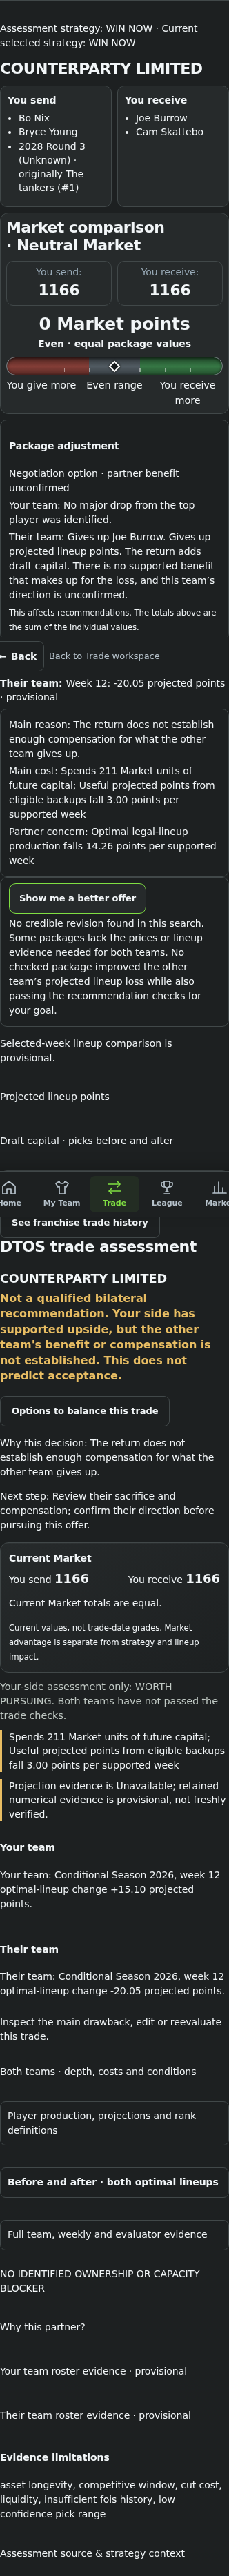 Assessment strategy: WIN NOW · Current
selected strategy: WIN NOW
COUNTERPARTY LIMITED
You send
• Bo Nix
• Bryce Young
• 2028 Round 3
(Unknown) ·
originally The
tankers (#1)
You receive
• Joe Burrow
• Cam Skattebo
Market comparison
· Neutral Market
You send:
1166
You receive:
1166
0 Market points
Even · equal package values
You give more
Even range
You receive
more
Package adjustment
Negotiation option · partner benefit
unconfirmed
Your team: No major drop from the top
player was identified.
Their team: Gives up Joe Burrow. Gives up
projected lineup points. The return adds
draft capital. There is no supported benefit
that makes up for the loss, and this team's
direction is unconfirmed.
This affects recommendations. The totals above are
the sum of the individual values.
← Back
Back to Trade workspace
Their team: Week 12: -20.05 projected points
· provisional
Main reason: The return does not establish
enough compensation for what the other
team gives up.
Main cost: Spends 211 Market units of
future capital; Useful projected points from
eligible backups fall 3.00 points per
supported week
Partner concern: Optimal legal-lineup
production falls 14.26 points per supported
week
Show me a better offer
No credible revision found in this search.
Some packages lack the prices or lineup
evidence needed for both teams. No
checked package improved the other
team's projected lineup loss while also
passing the recommendation checks for
your goal.
Selected-week lineup comparison is
provisional.
Projected lineup points
Draft capital · picks before and after
Home
My Team
Trade
League
Marke
See franchise trade history
DTOS trade assessment
COUNTERPARTY LIMITED
Not a qualified bilateral
recommendation. Your side has
supported upside, but the other
team's benefit or compensation is
not established. This does not
predict acceptance.
Options to balance this trade
Why this decision: The return does not
establish enough compensation for what the
other team gives up.
Next step: Review their sacrifice and
compensation; confirm their direction before
pursuing this offer.
Current Market
You send 1166
You receive 1166
Current Market totals are equal.
Current values, not trade-date grades. Market
advantage is separate from strategy and lineup
impact.
Your-side assessment only: WORTH
PURSUING. Both teams have not passed the
trade checks.
Spends 211 Market units of future capital;
Useful projected points from eligible backups
fall 3.00 points per supported week
Projection evidence is Unavailable; retained
numerical evidence is provisional, not freshly
verified.
Your team
Your team: Conditional Season 2026, week 12
optimal-lineup change +15.10 projected
points.
Their team
Their team: Conditional Season 2026, week 12
optimal-lineup change -20.05 projected points.
Inspect the main drawback, edit or reevaluate
this trade.
Both teams · depth, costs and conditions
Player production, projections and rank
definitions
Before and after · both optimal lineups
Full team, weekly and evaluator evidence
NO IDENTIFIED OWNERSHIP OR CAPACITY
BLOCKER
Why this partner?
Your team roster evidence · provisional
Their team roster evidence · provisional
Evidence limitations
asset longevity, competitive window, cut cost,
liquidity, insufficient fois history, low
confidence pick range
Assessment source & strategy context